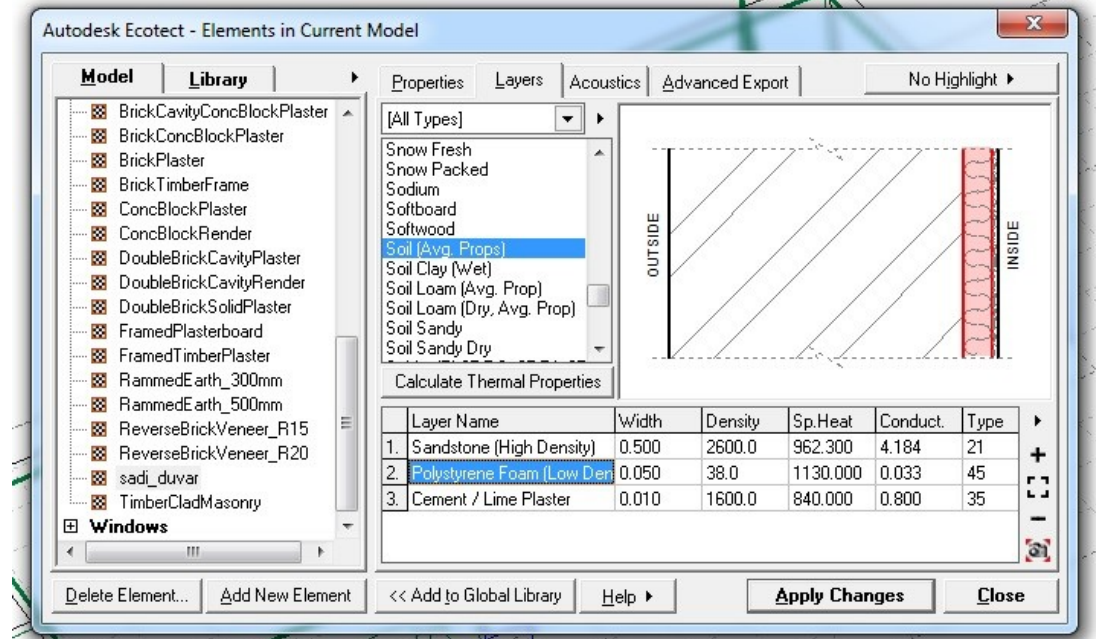 Autodesk Ecotect - Elements in Current Model
Model Library
BrickCavityConcBlockPlaster
BrickConcBlockPlaster
BrickPlaster
BrickTimberFrame
ConcBlockPlaster
ConcBlockRender
DoubleBrickCavityPlaster
DoubleBrickCavityRender
DoubleBrickSolidPlaster
FramedPlasterboard
FramedTimberPlaster
RammedEarth_300mm
RammedEarth_500mm
ReverseBrickVeneer_R15
ReverseBrickVeneer_R20
sadi_duvar
TimberCladMasonry
Windows
Properties Layers Acoustics Advanced Export No Highlight
[All Types]
Snow Fresh
Snow Packed
Sodium
Softboard
Softwood
Soil (Avg. Props)
Soil Clay (Wet)
Soil Loam (Avg. Prop)
Soil Loam (Dry, Avg. Prop)
Soil Sandy
Soil Sandy Dry
Calculate Thermal Properties
OUTSIDE
INSIDE
Layer Name Width Density Sp.Heat Conduct. Type
1. Sandstone (High Density) 0.500 2600.0 962.300 4.184 21
2. Polystyrene Foam (Low Den 0.050 38.0 1130.000 0.033 45
3. Cement / Lime Plaster 0.010 1600.0 840.000 0.800 35
Delete Element... Add New Element << Add to Global Library Help Apply Changes Close